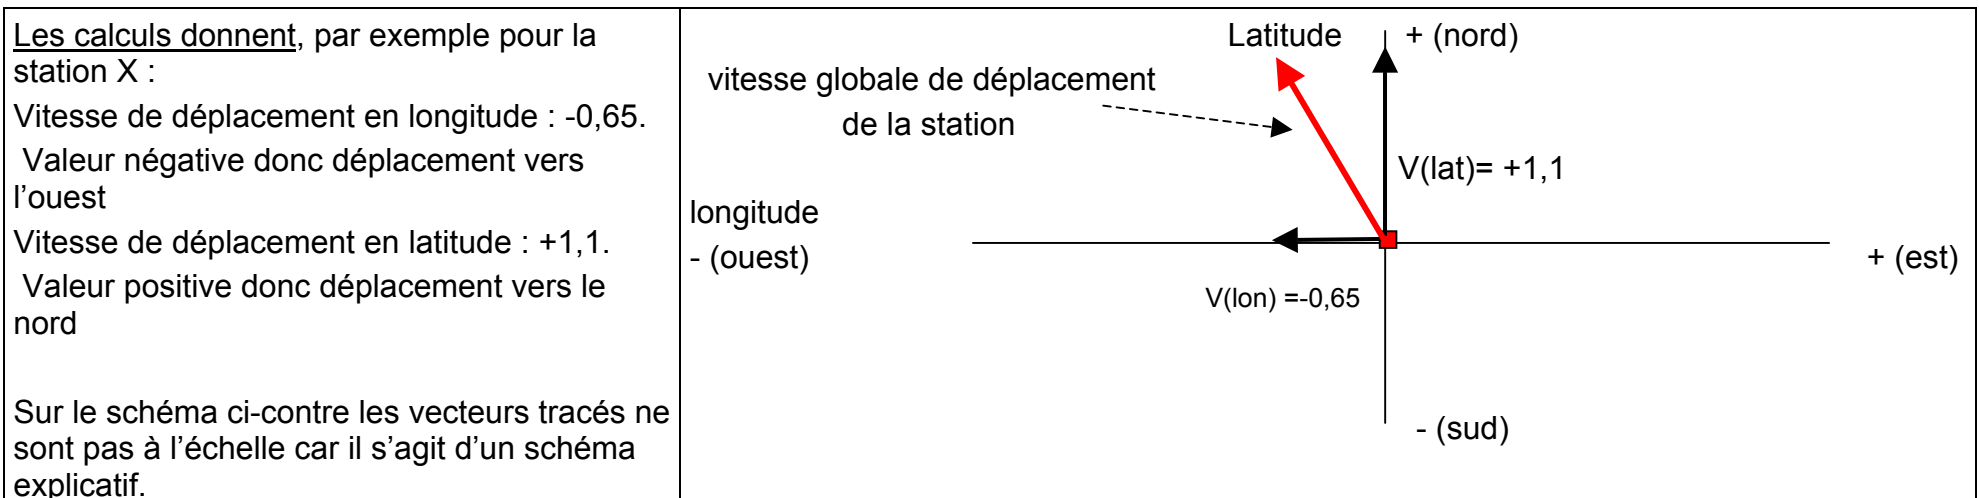 Les calculs donnent, par exemple pour la
station X :
Vitesse de déplacement en longitude : -0,65.
Valeur négative donc déplacement vers
l’ouest
Vitesse de déplacement en latitude : +1,1.
Valeur positive donc déplacement vers le
nord
Sur le schéma ci-contre les vecteurs tracés ne
sont pas à l’échelle car il s’agit d’un schéma
explicatif.
Latitude
+ (nord)
vitesse globale de déplacement
de la station
V(lat)= +1,1
longitude
- (ouest)
+ (est)
V(lon) =-0,65
- (sud)